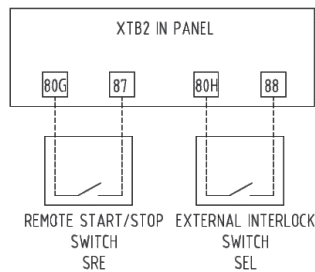 XTB2 IN PANEL
80G 87 80H 88
REMOTE START/STOP EXTERNAL INTERLOCK
SWITCH SWITCH
SRE SEL